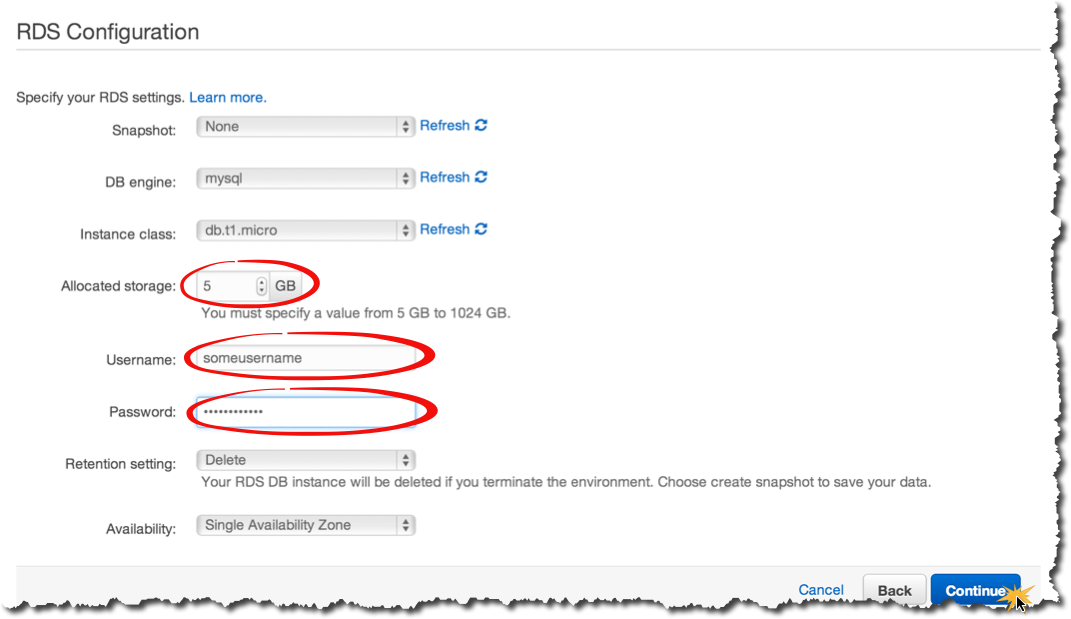 RDS Configuration
Specify your RDS settings. Learn more.
Snapshot: None Refresh
DB engine: mysql Refresh
Instance class: db.t1.micro Refresh
Allocated storage: 5 GB
You must specify a value from 5 GB to 1024 GB.
Username: someusername
Password: ••••••••••••
Retention setting: Delete
Your RDS DB instance will be deleted if you terminate the environment. Choose create snapshot to save your data.
Availability: Single Availability Zone
Cancel Back Continue